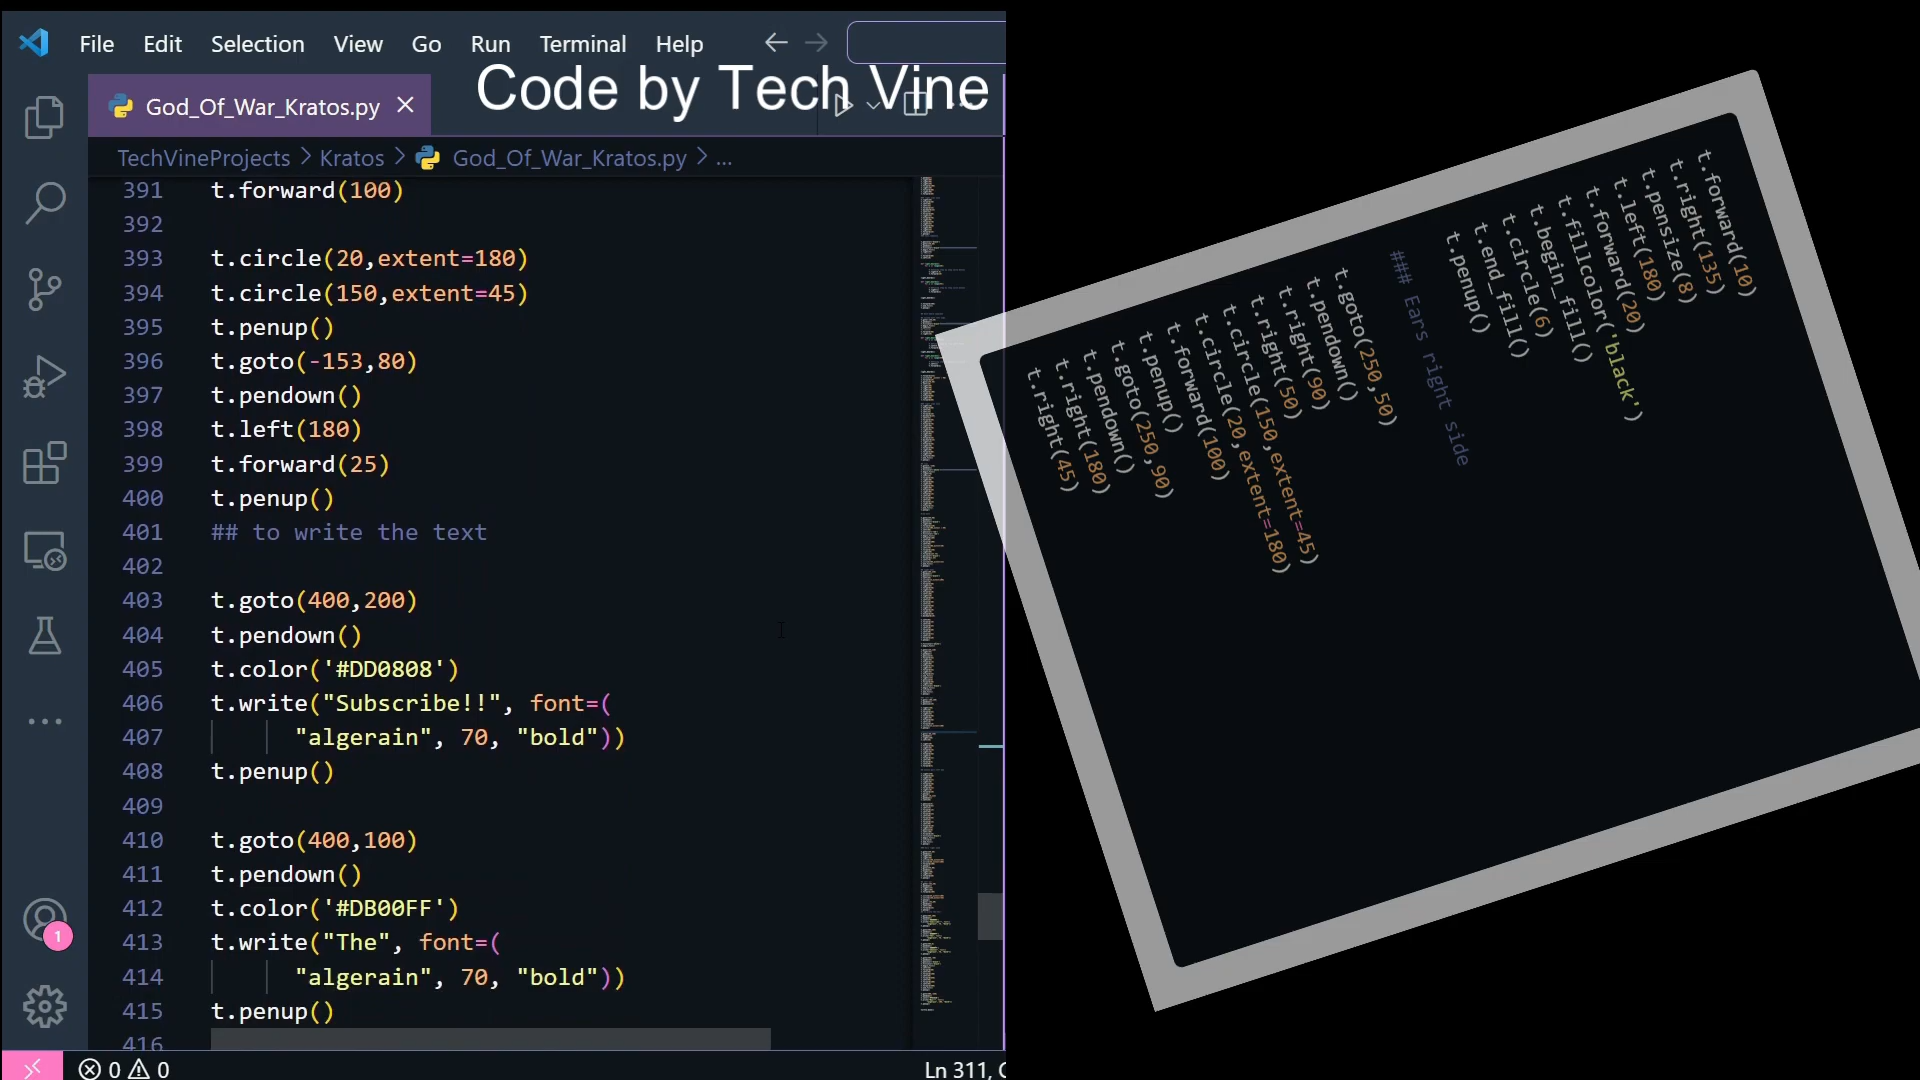 File Edit Selection View Go Run Terminal Help
Code by Tech Vine
God_Of_War_Kratos.py
TechVineProjects > Kratos > God_Of_War_Kratos.py > ...
391 t.forward(100)
392
393 t.circle(20,extent=180)
394 t.circle(150,extent=45)
395 t.penup()
396 t.goto(-153,80)
397 t.pendown()
398 t.left(180)
399 t.forward(25)
400 t.penup()
401 ## to write the text
402
403 t.goto(400,200)
404 t.pendown()
405 t.color('#DD0808')
406 t.write("Subscribe!!", font=(
407 "algerain", 70, "bold"))
408 t.penup()
409
410 t.goto(400,100)
411 t.pendown()
412 t.color('#DB00FF')
413 t.write("The", font=(
414 "algerain", 70, "bold"))
415 t.penup()
416
1
0 0
Ln 311,
t.forward(10)
t.right(135)
t.pensize(8)
t.left(180)
t.forward(20)
t.fillcolor('black')
t.begin_fill()
t.circle(6)
t.end_fill()
t.penup()
### Ears right side
t.goto(250,50)
t.pendown()
t.right(90)
t.right(50)
t.circle(150,extent=45)
t.circle(20,extent=180)
t.forward(100)
t.penup()
t.goto(250,90)
t.pendown()
t.right(180)
t.right(45)